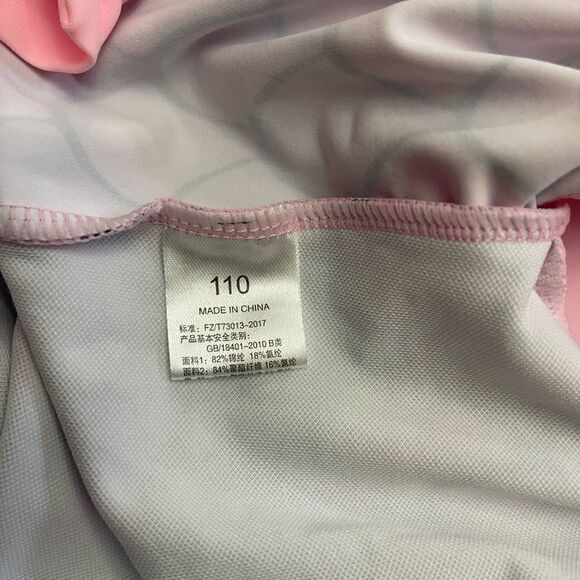 110
MADE IN CHINA
标准：FZ/T73013-2017
产品基本安全类别：
GB/18401-2010 B类
面料1：82%锦纶 18%氨纶
面料2：84%聚酯纤维 16%氨纶